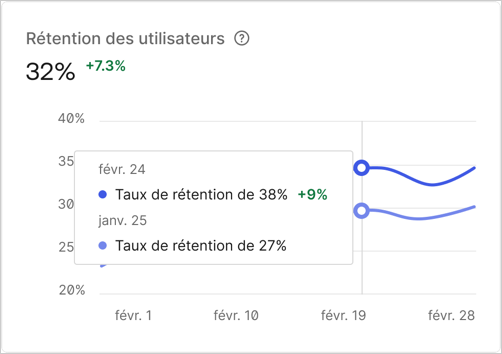 Rétention des utilisateurs ?
32% +7.3%
40%
35
30
25
20%
févr. 24
Taux de rétention de 38% +9%
janv. 25
Taux de rétention de 27%
févr. 1 févr. 10 févr. 19 févr. 28